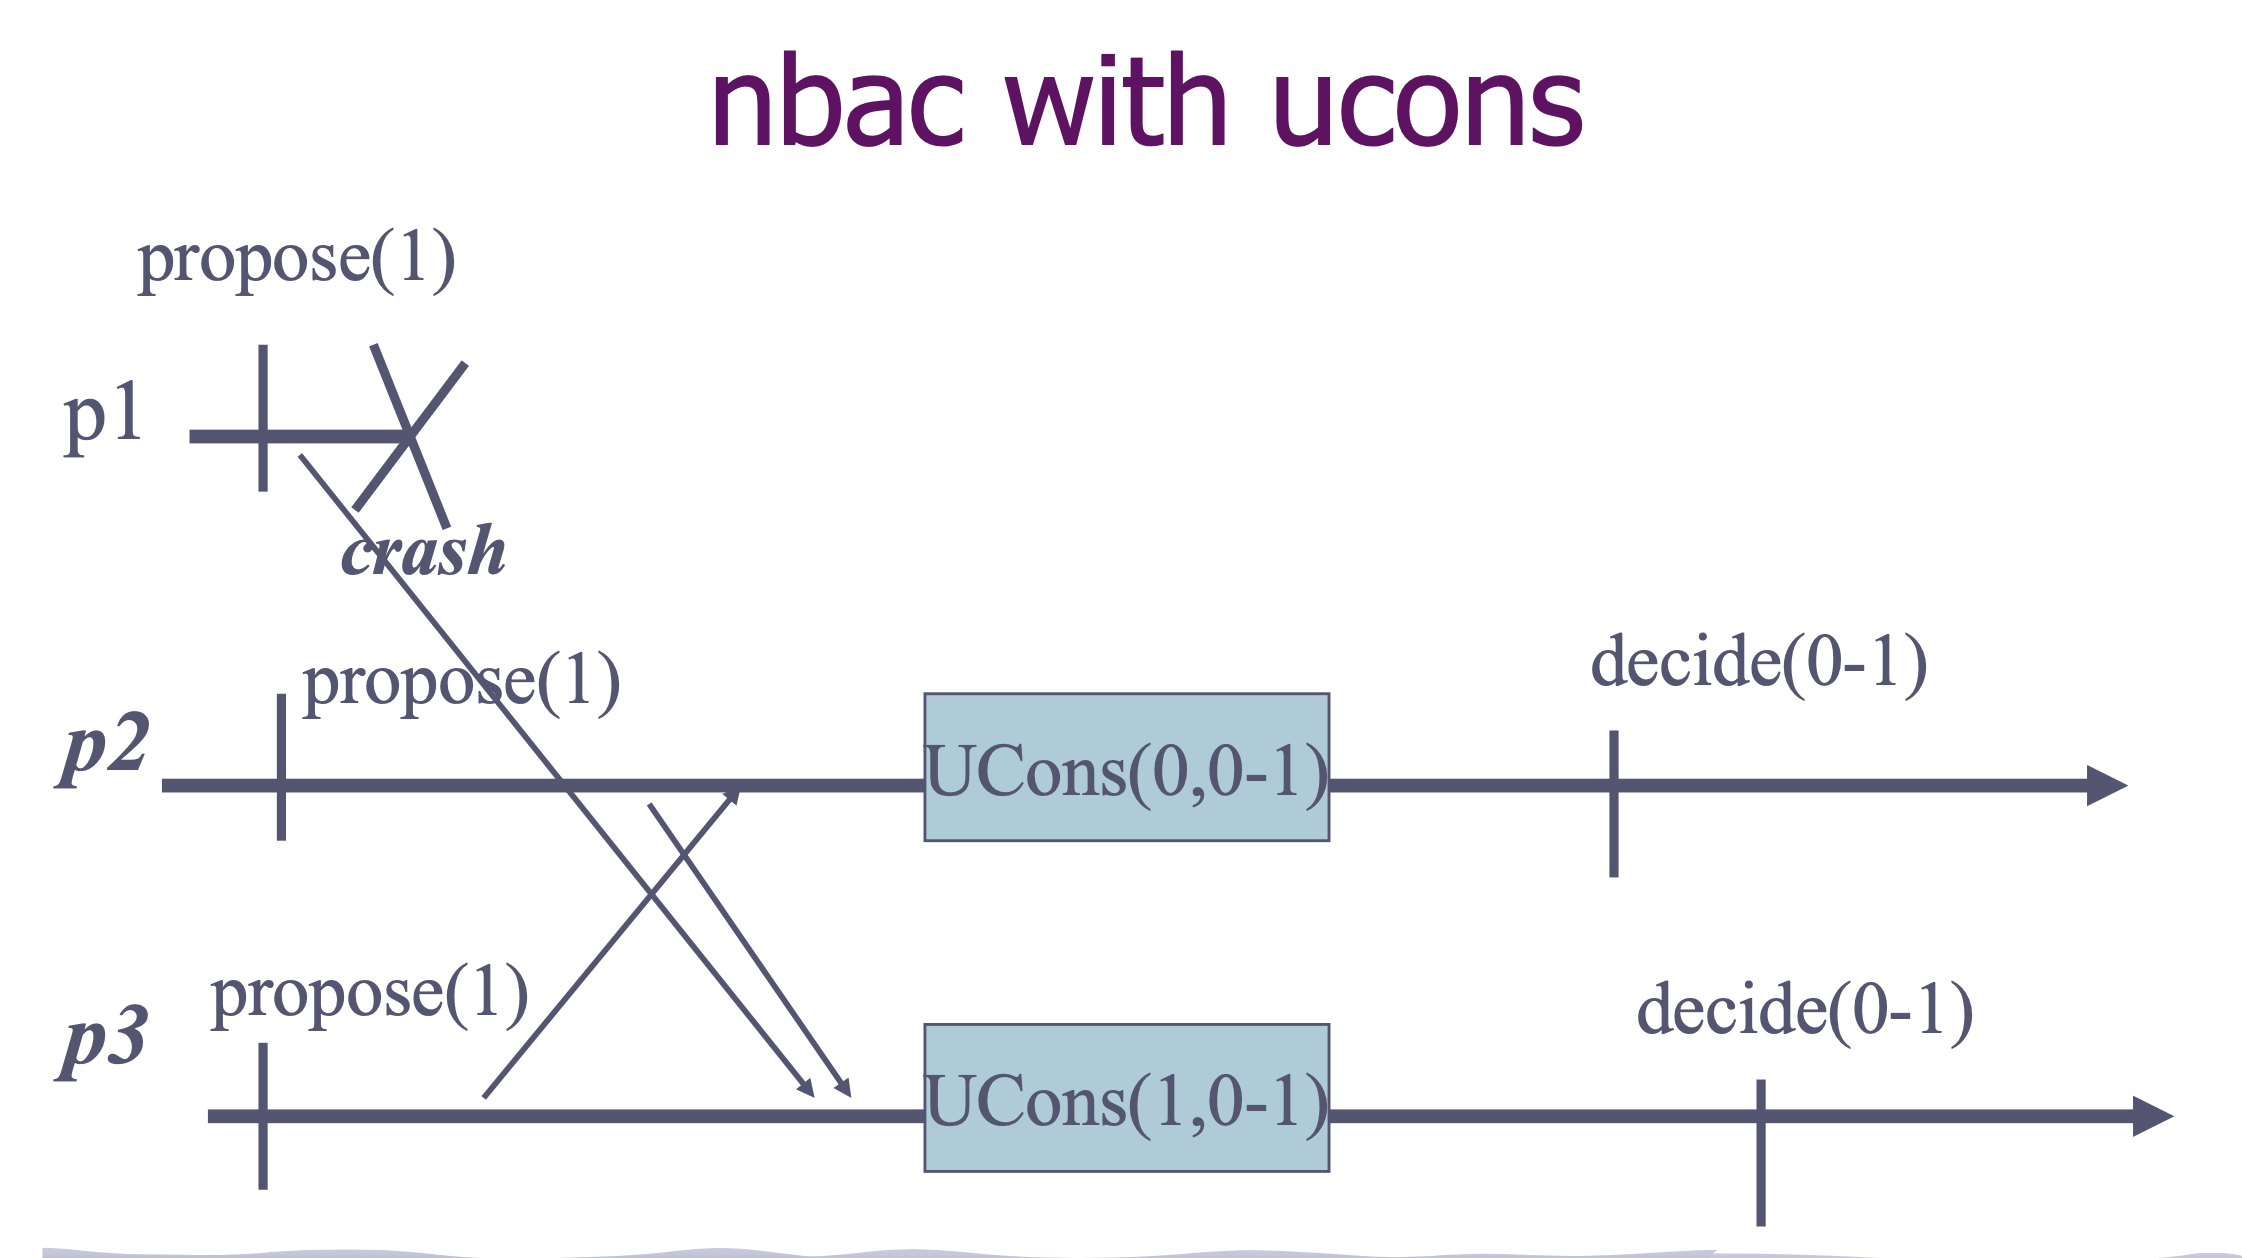 nbac with ucons
propose(1)
p1
crash
propose(1)
decide(0-1)
p2
UCons(0,0-1)
propose(1)
decide(0-1)
p3
UCons(1,0-1)